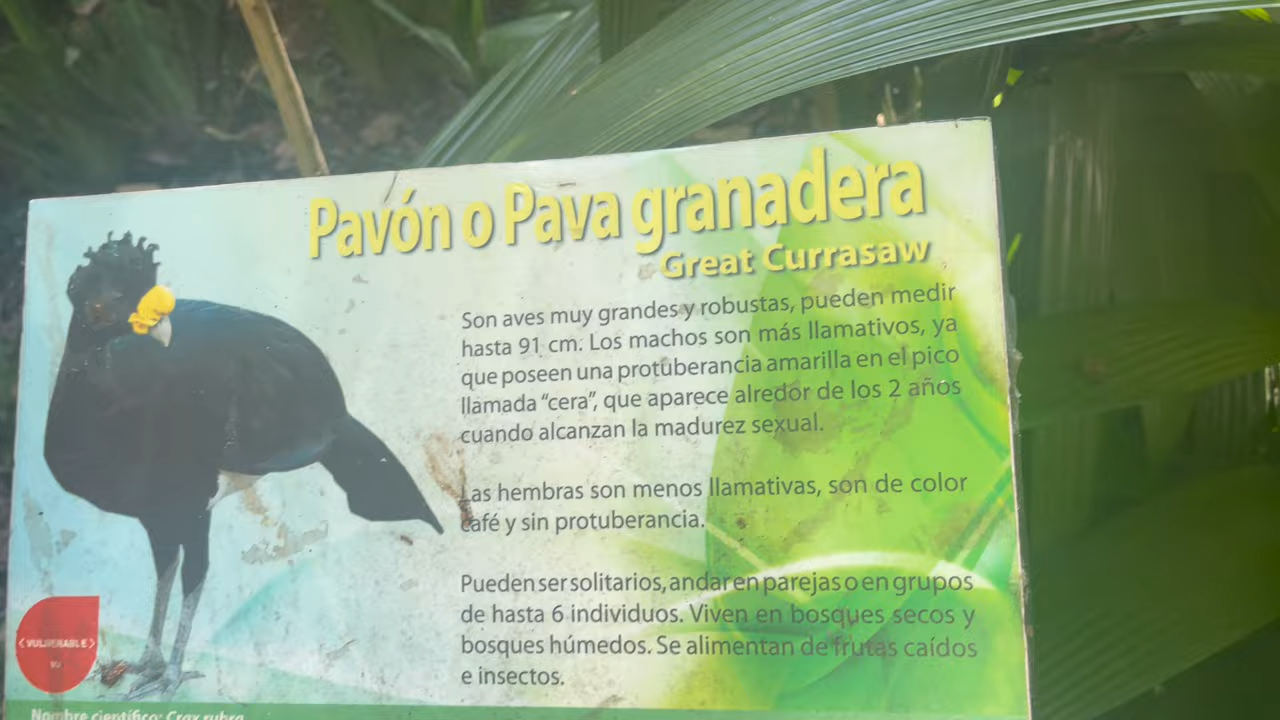 Pavón o Pava granadera
Great Currasaw
Son aves muy grandes y robustas, pueden medir
hasta 91 cm. Los machos son más llamativos, ya
que poseen una protuberancia amarilla en el pico
llamada “cera”, que aparece alredor de los 2 años
cuando alcanzan la madurez sexual.
Las hembras son menos llamativas, son de color
café y sin protuberancia.
Pueden ser solitarios, andar en parejas o en grupos
de hasta 6 individuos. Viven en bosques secos y
bosques húmedos. Se alimentan de frutas caídos
e insectos.
<VULNERABLE>
VU
Nombre científico: Crax rubra